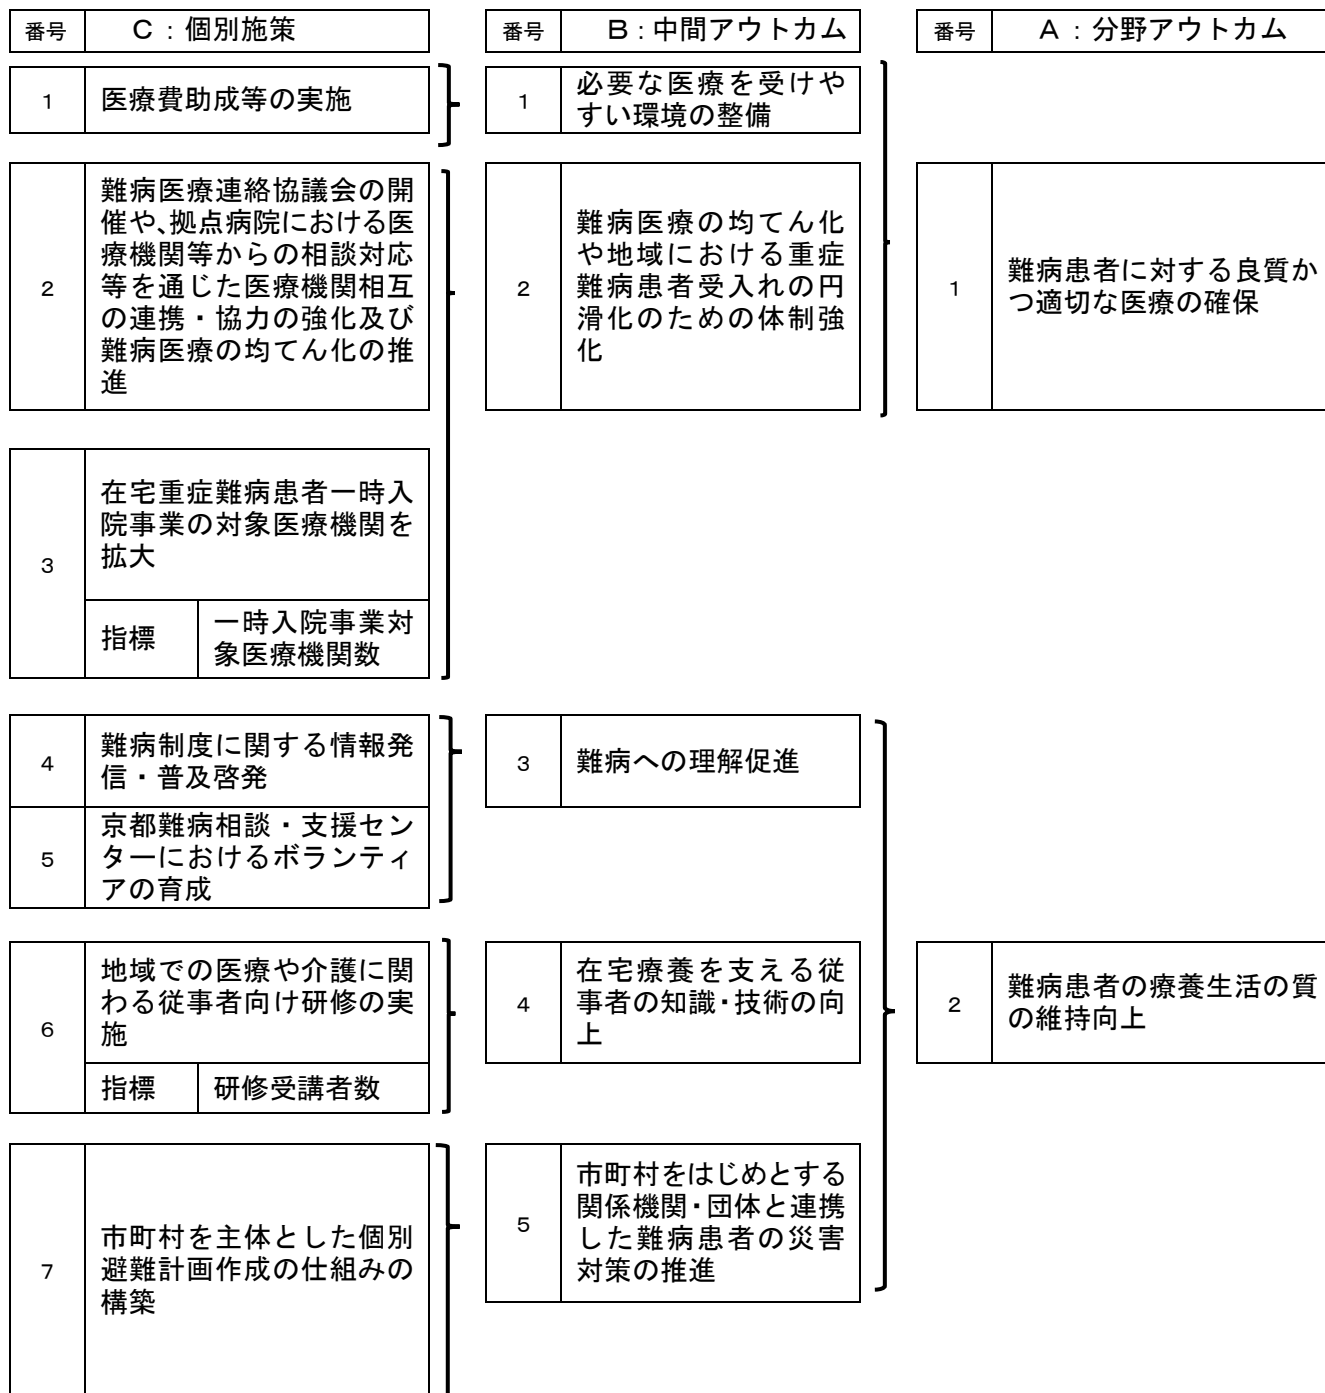 番号 C：個別施策 番号 B：中間アウトカム 番号 A：分野アウトカム
1 医療費助成等の実施
1 必要な医療を受けや
すい環境の整備
2 難病医療連絡協議会の開
催や、拠点病院における医
療機関等からの相談対応
等を通じた医療機関相互
の連携・協力の強化及び
難病医療の均てん化の推
進
2 難病医療の均てん化
や地域における重症
難病患者受入れの円
滑化のための体制強
化
1 難病患者に対する良質か
つ適切な医療の確保
3 在宅重症難病患者一時入
院事業の対象医療機関を
拡大
指標 一時入院事業対
象医療機関数
4 難病制度に関する情報発
信・普及啓発
3 難病への理解促進
5 京都難病相談・支援セン
ターにおけるボランティ
アの育成
6 地域での医療や介護に関
わる従事者向け研修の実
施
指標 研修受講者数
4 在宅療養を支える従
事者の知識・技術の向
上
2 難病患者の療養生活の質
の維持向上
7 市町村を主体とした個別
避難計画作成の仕組みの
構築
5 市町村をはじめとする
関係機関・団体と連携
した難病患者の災害
対策の推進